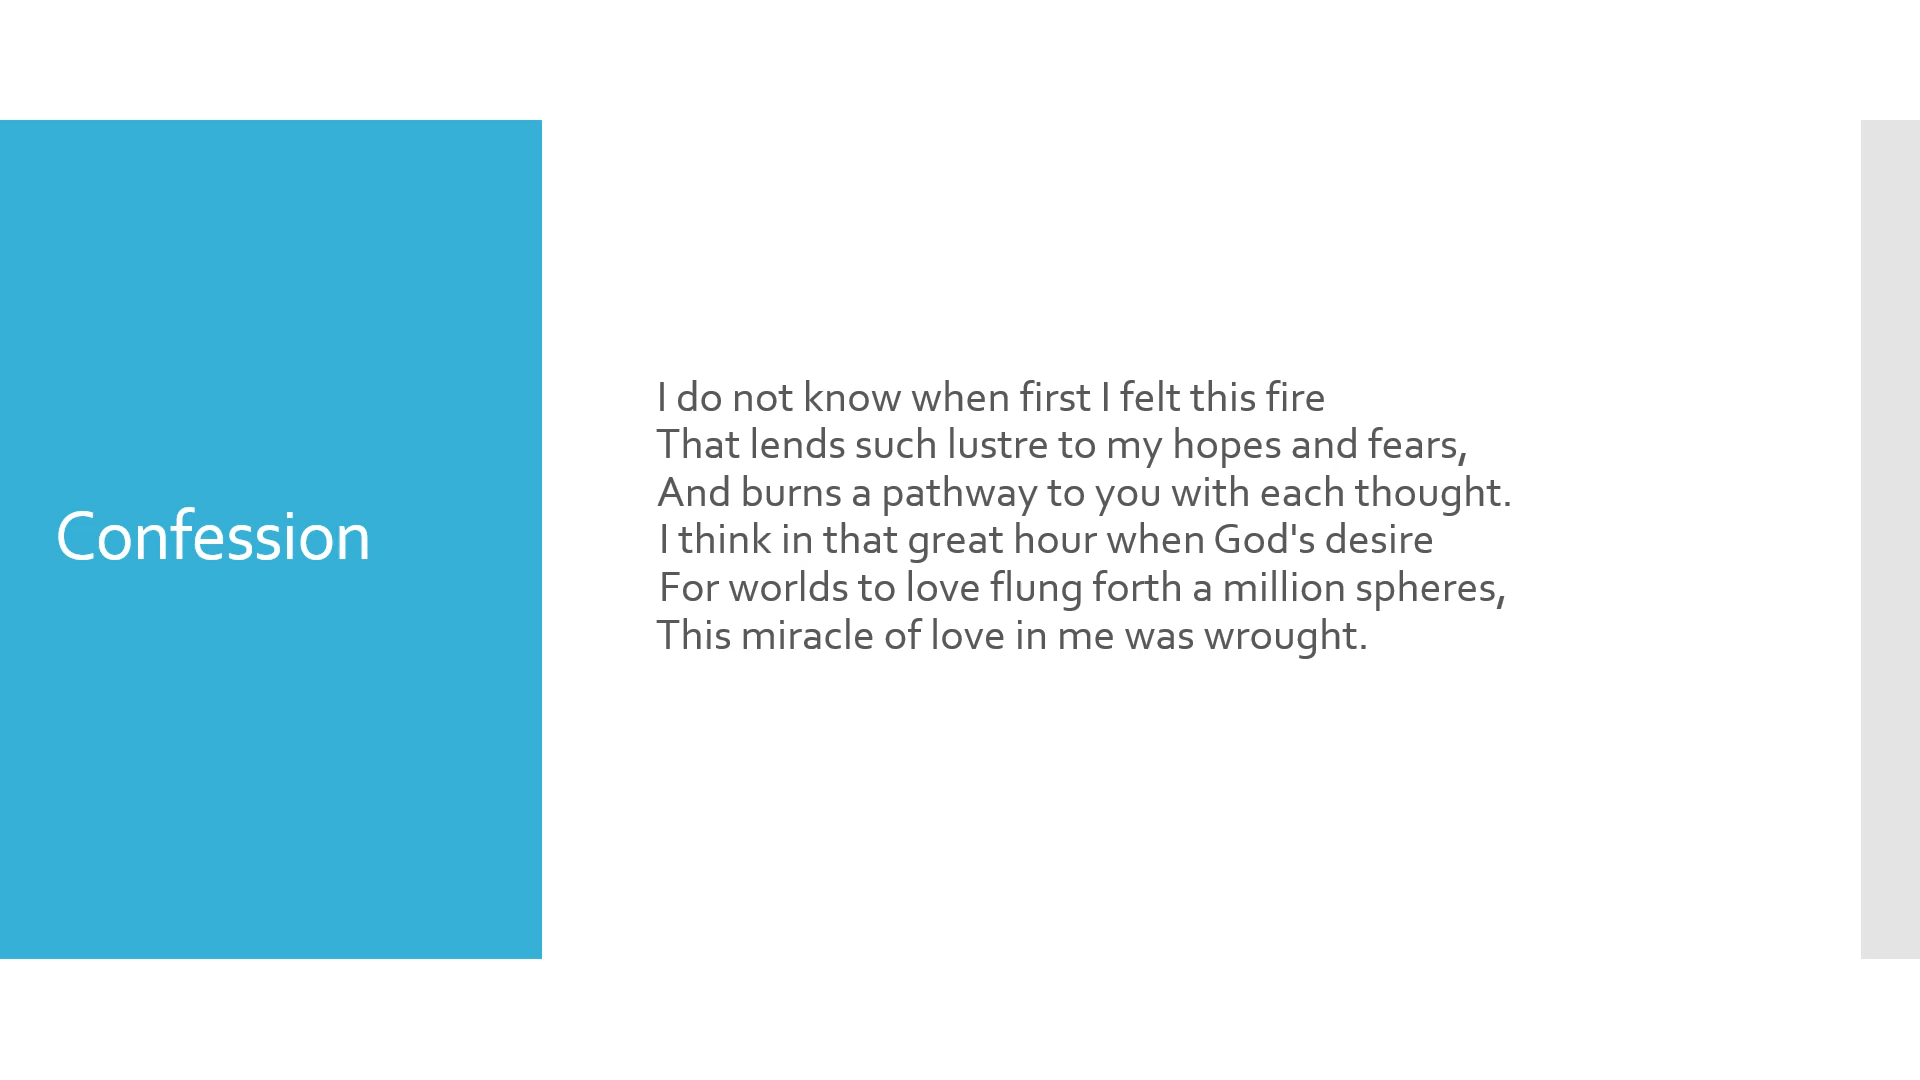 Confession
I do not know when first I felt this fire
That lends such lustre to my hopes and fears,
And burns a pathway to you with each thought.
I think in that great hour when God's desire
For worlds to love flung forth a million spheres,
This miracle of love in me was wrought.